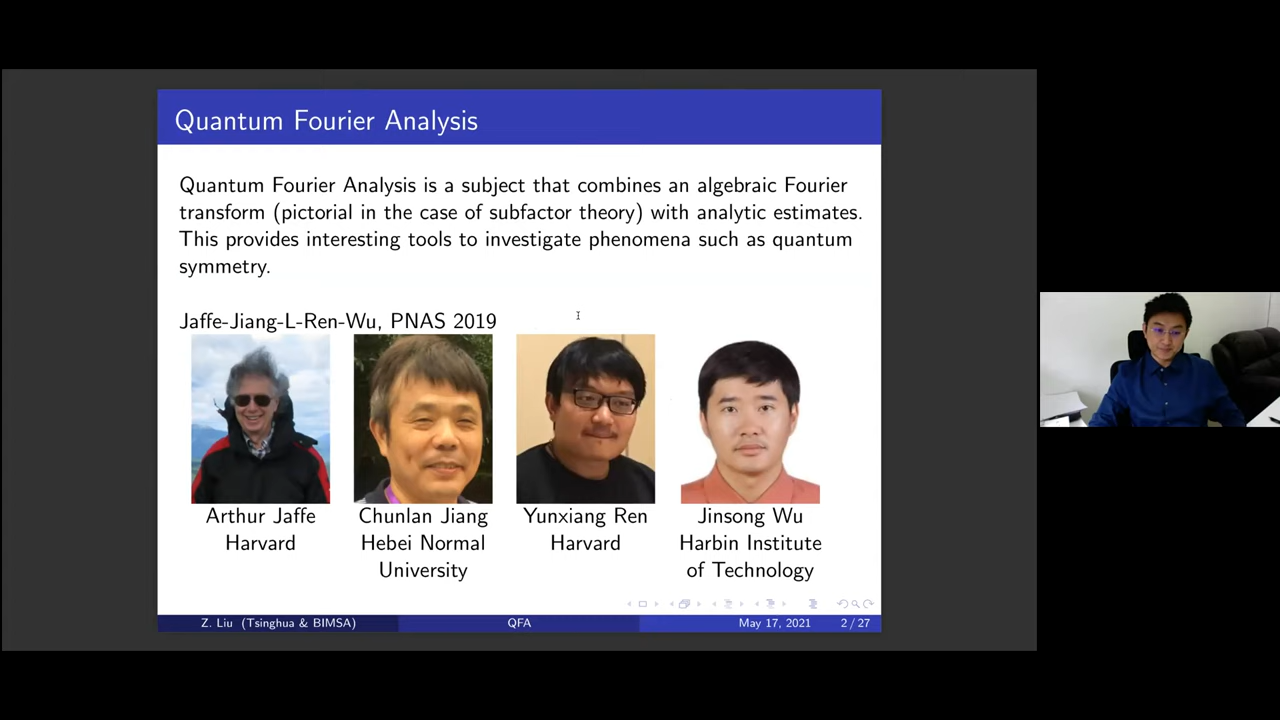 Quantum Fourier Analysis
Quantum Fourier Analysis is a subject that combines an algebraic Fourier
transform (pictorial in the case of subfactor theory) with analytic estimates.
This provides interesting tools to investigate phenomena such as quantum
symmetry.
Jaffe-Jiang-L-Ren-Wu, PNAS 2019
Arthur Jaffe
Harvard
Chunlan Jiang
Hebei Normal
University
Yunxiang Ren
Harvard
Jinsong Wu
Harbin Institute
of Technology
Z. Liu (Tsinghua & BIMSA)
QFA
May 17, 2021
2 / 27